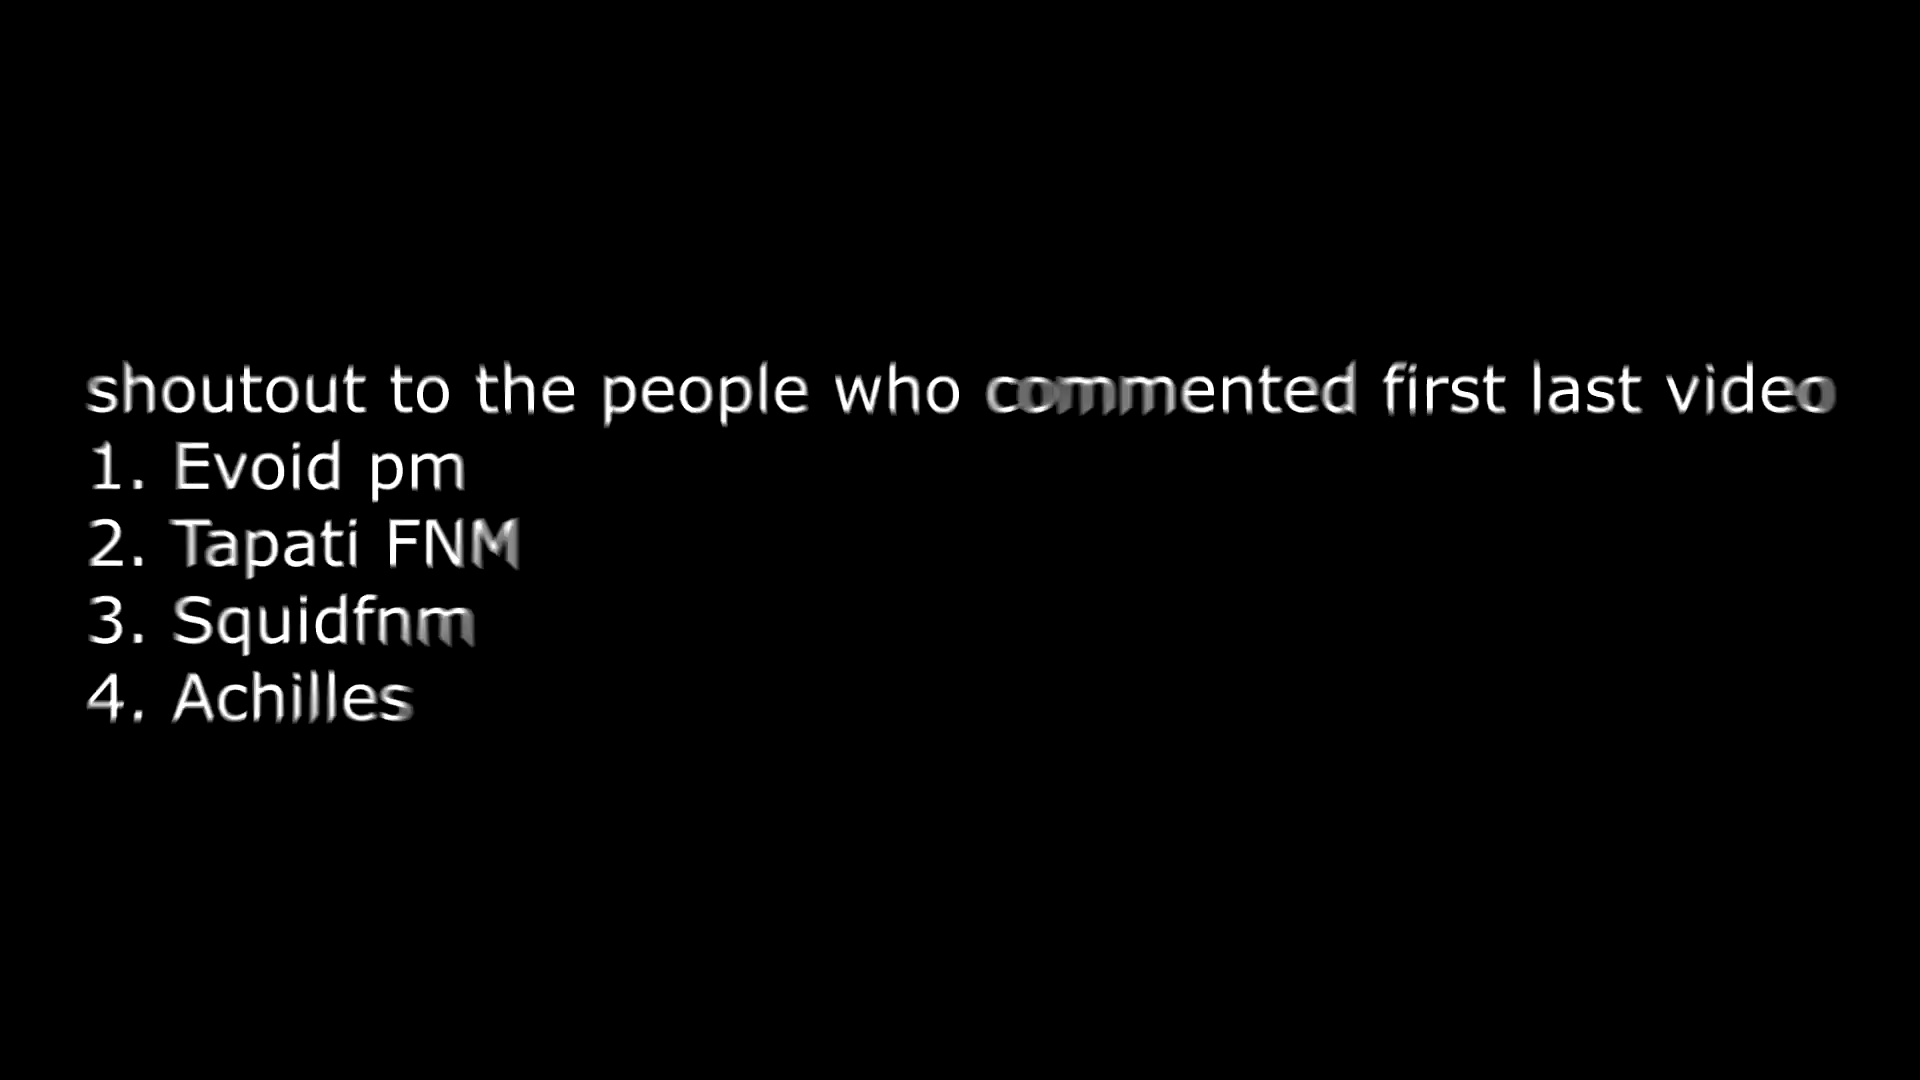 shoutout to the people who commented first last video
1. Evoid pm
2. Tapati FNM
3. Squidfnm
4. Achilles